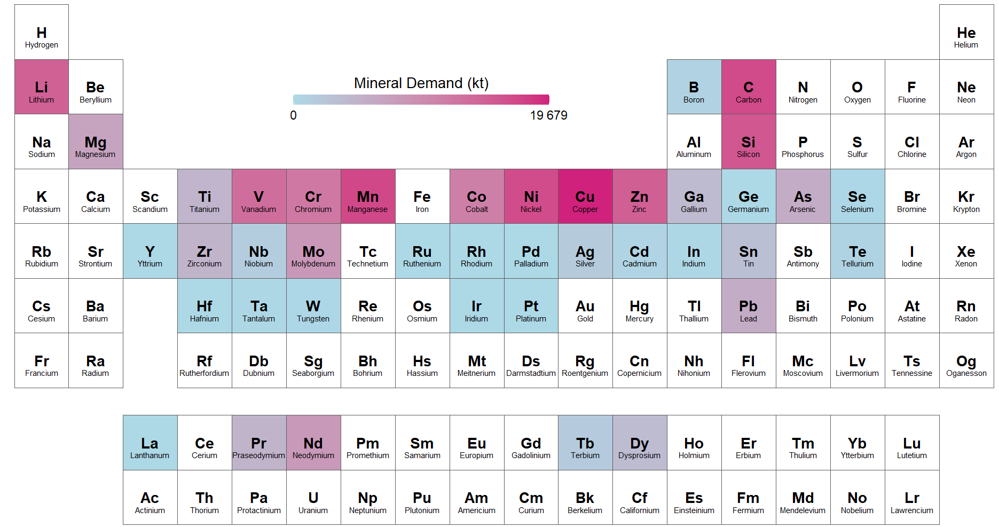 H
Hydrogen
He
Helium
Li
Lithium
Be
Beryllium
Mineral Demand (kt)
0
19 679
B
Boron
C
Carbon
N
Nitrogen
O
Oxygen
F
Fluorine
Ne
Neon
Na
Sodium
Mg
Magnesium
Al
Aluminum
Si
Silicon
P
Phosphorus
S
Sulfur
Cl
Chlorine
Ar
Argon
K
Potassium
Ca
Calcium
Sc
Scandium
Ti
Titanium
V
Vanadium
Cr
Chromium
Mn
Manganese
Fe
Iron
Co
Cobalt
Ni
Nickel
Cu
Copper
Zn
Zinc
Ga
Gallium
Ge
Germanium
As
Arsenic
Se
Selenium
Br
Bromine
Kr
Krypton
Rb
Rubidium
Sr
Strontium
Y
Yttrium
Zr
Zirconium
Nb
Niobium
Mo
Molybdenum
Tc
Technetium
Ru
Ruthenium
Rh
Rhodium
Pd
Palladium
Ag
Silver
Cd
Cadmium
In
Indium
Sn
Tin
Sb
Antimony
Te
Tellurium
I
Iodine
Xe
Xenon
Cs
Cesium
Ba
Barium
Hf
Hafnium
Ta
Tantalum
W
Tungsten
Re
Rhenium
Os
Osmium
Ir
Iridium
Pt
Platinum
Au
Gold
Hg
Mercury
Tl
Thallium
Pb
Lead
Bi
Bismuth
Po
Polonium
At
Astatine
Rn
Radon
Fr
Francium
Ra
Radium
Rf
Rutherfordium
Db
Dubnium
Sg
Seaborgium
Bh
Bohrium
Hs
Hassium
Mt
Meitnerium
Ds
Darmstadtium
Rg
Roentgenium
Cn
Copernicium
Nh
Nihonium
Fl
Flerovium
Mc
Moscovium
Lv
Livermorium
Ts
Tennessine
Og
Oganesson
La
Lanthanum
Ce
Cerium
Pr
Praseodymium
Nd
Neodymium
Pm
Promethium
Sm
Samarium
Eu
Europium
Gd
Gadolinium
Tb
Terbium
Dy
Dysprosium
Ho
Holmium
Er
Erbium
Tm
Thulium
Yb
Ytterbium
Lu
Lutetium
Ac
Actinium
Th
Thorium
Pa
Protactinium
U
Uranium
Np
Neptunium
Pu
Plutonium
Am
Americium
Cm
Curium
Bk
Berkelium
Cf
Californium
Es
Einsteinium
Fm
Fermium
Md
Mendelevium
No
Nobelium
Lr
Lawrencium